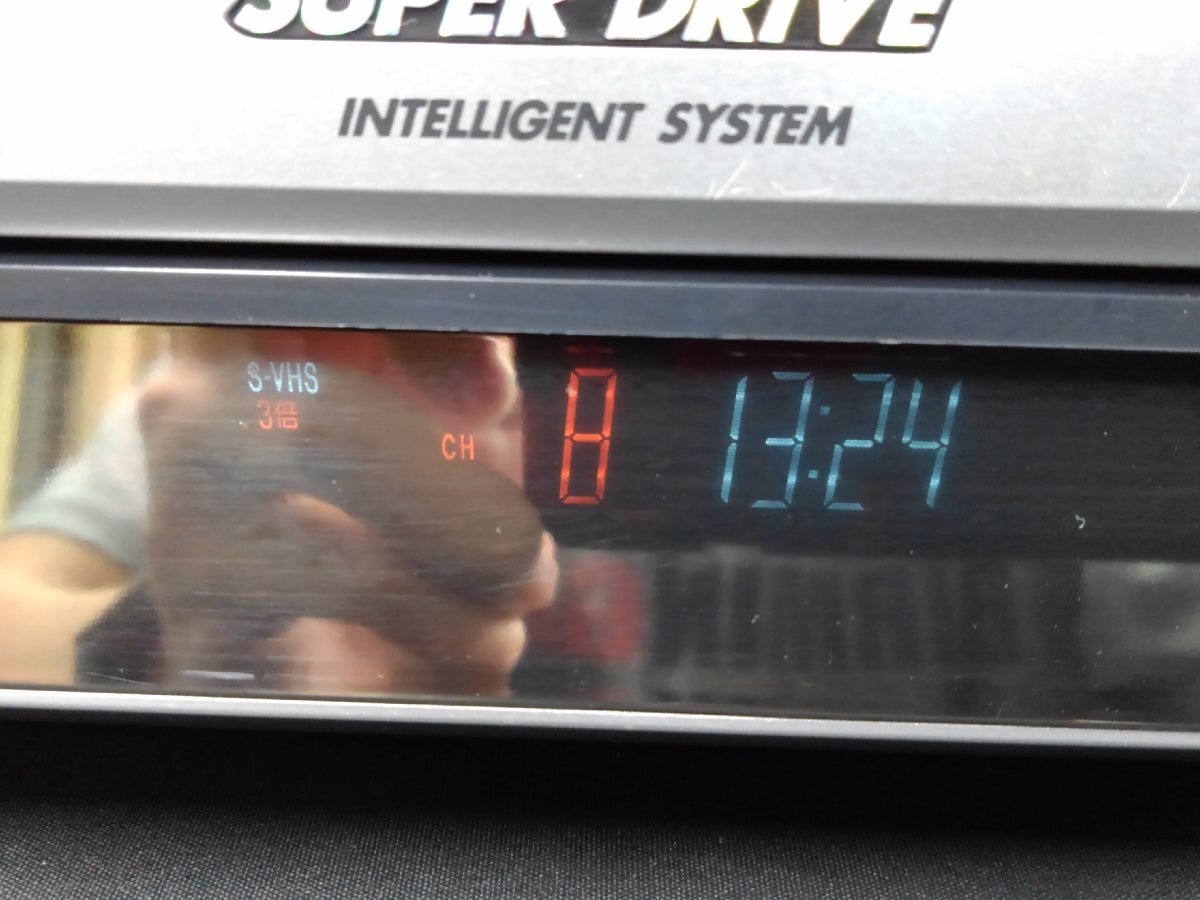 SUPER DRIVE
INTELLIGENT SYSTEM
S-VHS
3倍
CH 8 13:24